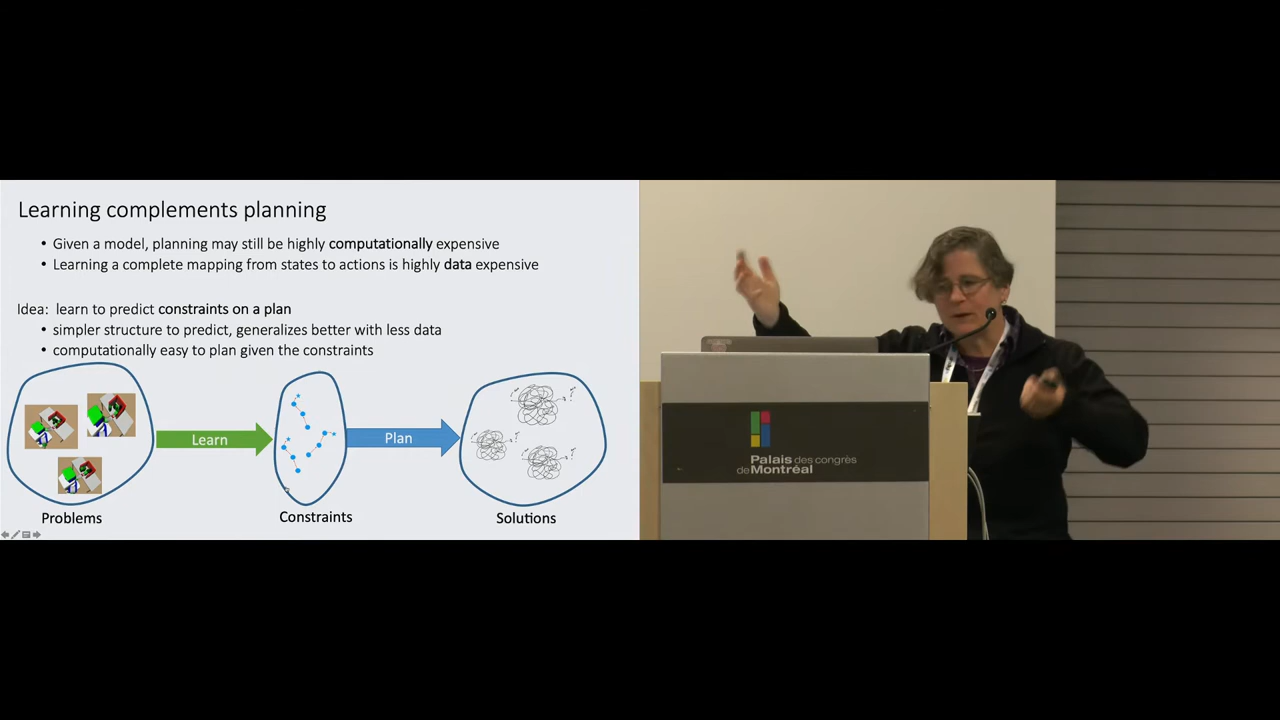 Learning complements planning
• Given a model, planning may still be highly computationally expensive
• Learning a complete mapping from states to actions is highly data expensive
Idea: learn to predict constraints on a plan
• simpler structure to predict, generalizes better with less data
• computationally easy to plan given the constraints
Learn
Plan
Problems
Constraints
Solutions
Palais des congrès
de Montréal